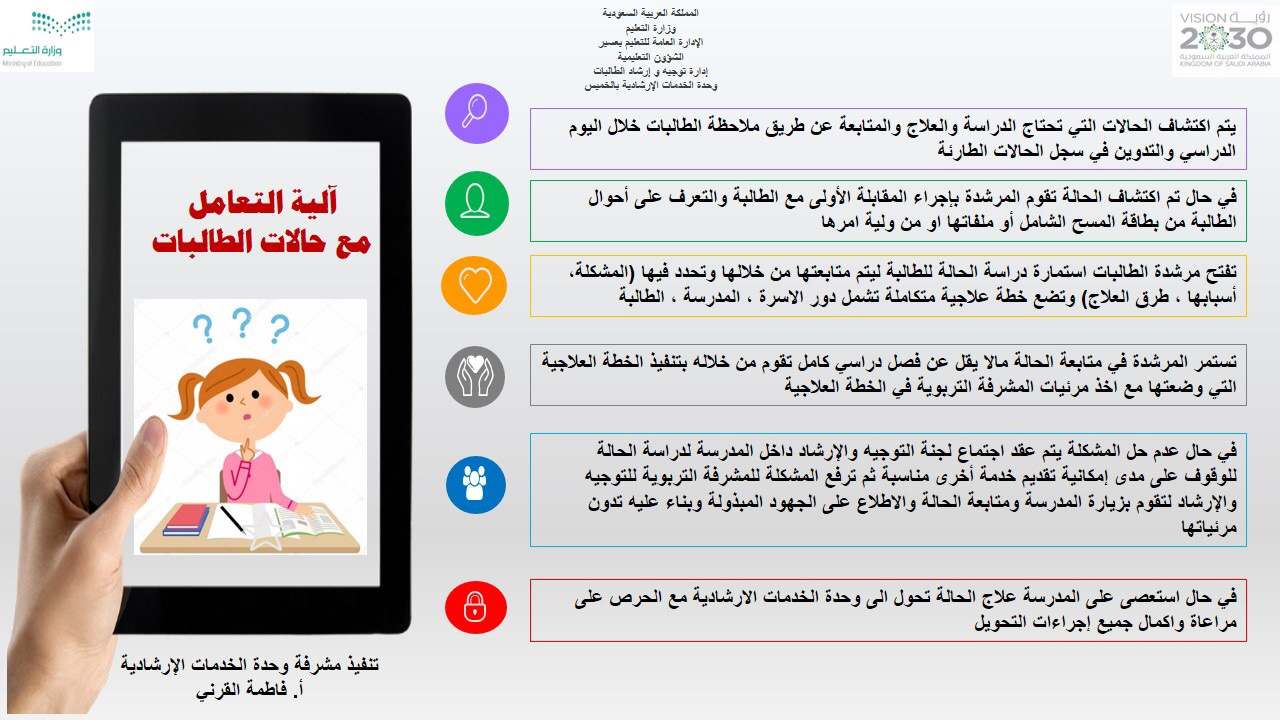 المملكة العربية السعودية
وزارة التعليم
الإدارة العامة للتعليم بعسير
الشؤون التعليمية
إدارة توجيه و إرشاد الطالبات
وحدة الخدمات الإرشادية بالخميس
VISION رؤيــة
2030
المملكة العربية السعودية
KINGDOM OF SAUDI ARABIA
وزارة التعـــليم
Ministry of Education
آلية التعامل
مع حالات الطالبات
يتم اكتشاف الحالات التي تحتاج الدراسة والعلاج والمتابعة عن طريق ملاحظة الطالبات خلال اليوم
الدراسي والتدوين في سجل الحالات الطارئة
في حال تم اكتشاف الحالة تقوم المرشدة بإجراء المقابلة الأولى مع الطالبة والتعرف على أحوال
الطالبة من بطاقة المسح الشامل أو ملفاتها او من ولية امرها
تفتح مرشدة الطالبات استمارة دراسة الحالة للطالبة ليتم متابعتها من خلالها وتحدد فيها (المشكلة،
أسبابها ، طرق العلاج) وتضع خطة علاجية متكاملة تشمل دور الاسرة ، المدرسة ، الطالبة
تستمر المرشدة في متابعة الحالة مالا يقل عن فصل دراسي كامل تقوم من خلاله بتنفيذ الخطة العلاجية
التي وضعتها مع اخذ مرئيات المشرفة التربوية في الخطة العلاجية
في حال عدم حل المشكلة يتم عقد اجتماع لجنة التوجيه والإرشاد داخل المدرسة لدراسة الحالة
للوقوف على مدى إمكانية تقديم خدمة أخرى مناسبة ثم ترفع المشكلة للمشرفة التربوية للتوجيه
والإرشاد لتقوم بزيارة المدرسة ومتابعة الحالة والاطلاع على الجهود المبذولة وبناء عليه تدون
مرئياتها
في حال استعصى على المدرسة علاج الحالة تحول الى وحدة الخدمات الارشادية مع الحرص على
مراعاة واكمال جميع إجراءات التحويل
تنفيذ مشرفة وحدة الخدمات الإرشادية
أ. فاطمة القرني